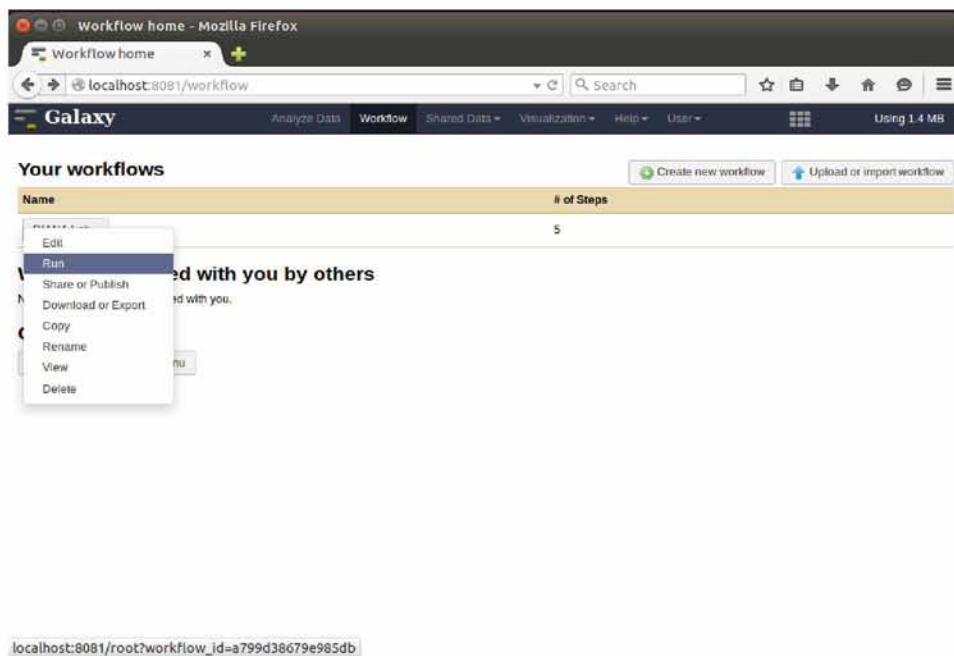 Workflow home - Mozilla Firefox
Workflow home
localhost:8081/workflow
Search
Galaxy
Analyze Data Workflow Shared Data Visualization Help User Using 1.4 MB
Your workflows
Create new workflow Upload or import workflow
Name # of Steps
5
Edit
Run
Share or Publish
Download or Export
Copy
Rename
View
Delete
ed with you by others
ed with you.
nu
localhost:8081/root?workflow_id=a799d38679e985db